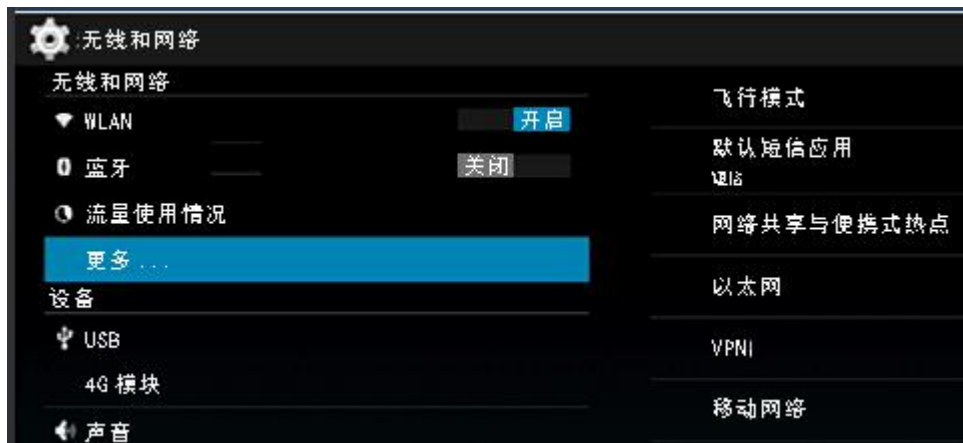 无线和网络
无线和网络
WLAN 开启
蓝牙 关闭
流量使用情况
更多...
设备
USB
4G 模块
声音
飞行模式
默认短信应用
网络共享与便携式热点
以太网
VPN
移动网络